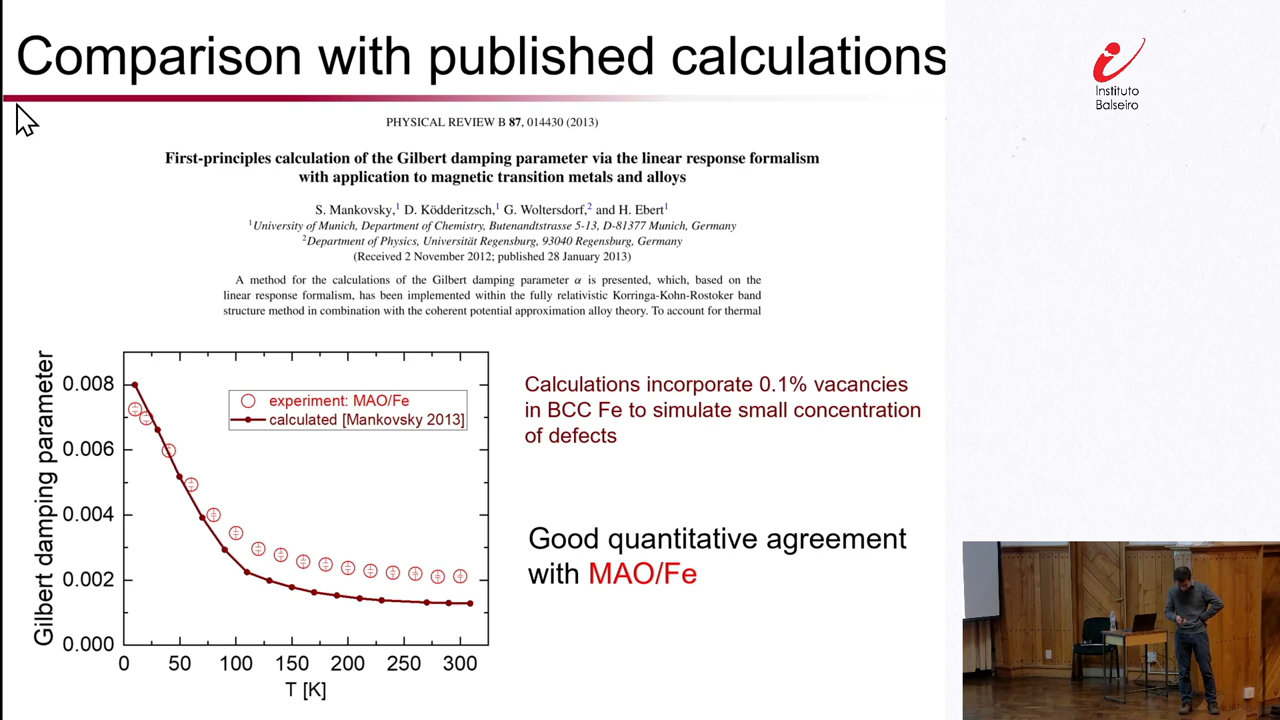 Comparison with published calculations
Instituto
Balseiro
PHYSICAL REVIEW B 87, 014430 (2013)
First-principles calculation of the Gilbert damping parameter via the linear response formalism
with application to magnetic transition metals and alloys
S. Mankovsky,1 D. Ködderitzsch,1 G. Woltersdorf,2 and H. Ebert1
1University of Munich, Department of Chemistry, Butenandtstrasse 5-13, D-81377 Munich, Germany
2Department of Physics, Universität Regensburg, 93040 Regensburg, Germany
(Received 2 November 2012; published 28 January 2013)
A method for the calculations of the Gilbert damping parameter α is presented, which, based on the
linear response formalism, has been implemented within the fully relativistic Korringa-Kohn-Rostoker band
structure method in combination with the coherent potential approximation alloy theory. To account for thermal
Gilbert damping parameter
0.008
0.006
0.004
0.002
0.000
experiment: MAO/Fe
calculated [Mankovsky 2013]
0 50 100 150 200 250 300
T [K]
Calculations incorporate 0.1% vacancies
in BCC Fe to simulate small concentration
of defects
Good quantitative agreement
with MAO/Fe